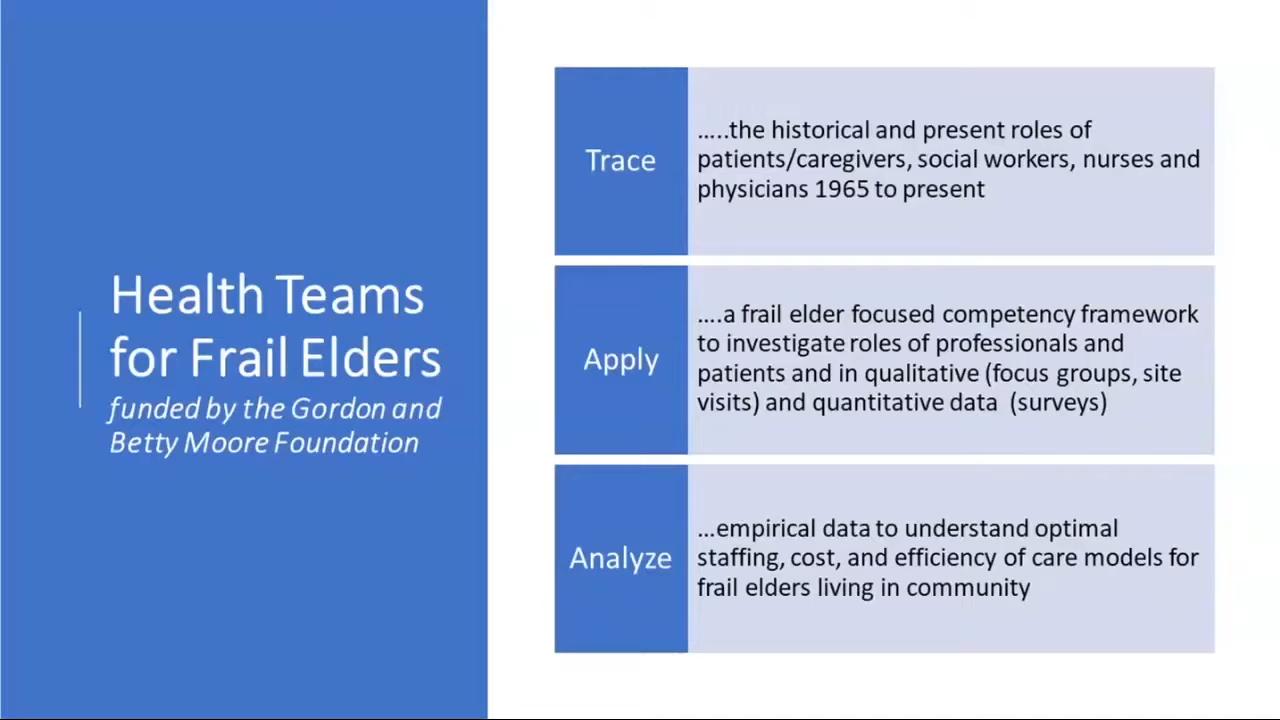 Health Teams
for Frail Elders
funded by the Gordon and
Betty Moore Foundation
Trace
…..the historical and present roles of
patients/caregivers, social workers, nurses and
physicians 1965 to present
Apply
….a frail elder focused competency framework
to investigate roles of professionals and
patients and in qualitative (focus groups, site
visits) and quantitative data (surveys)
Analyze
…empirical data to understand optimal
staffing, cost, and efficiency of care models for
frail elders living in community